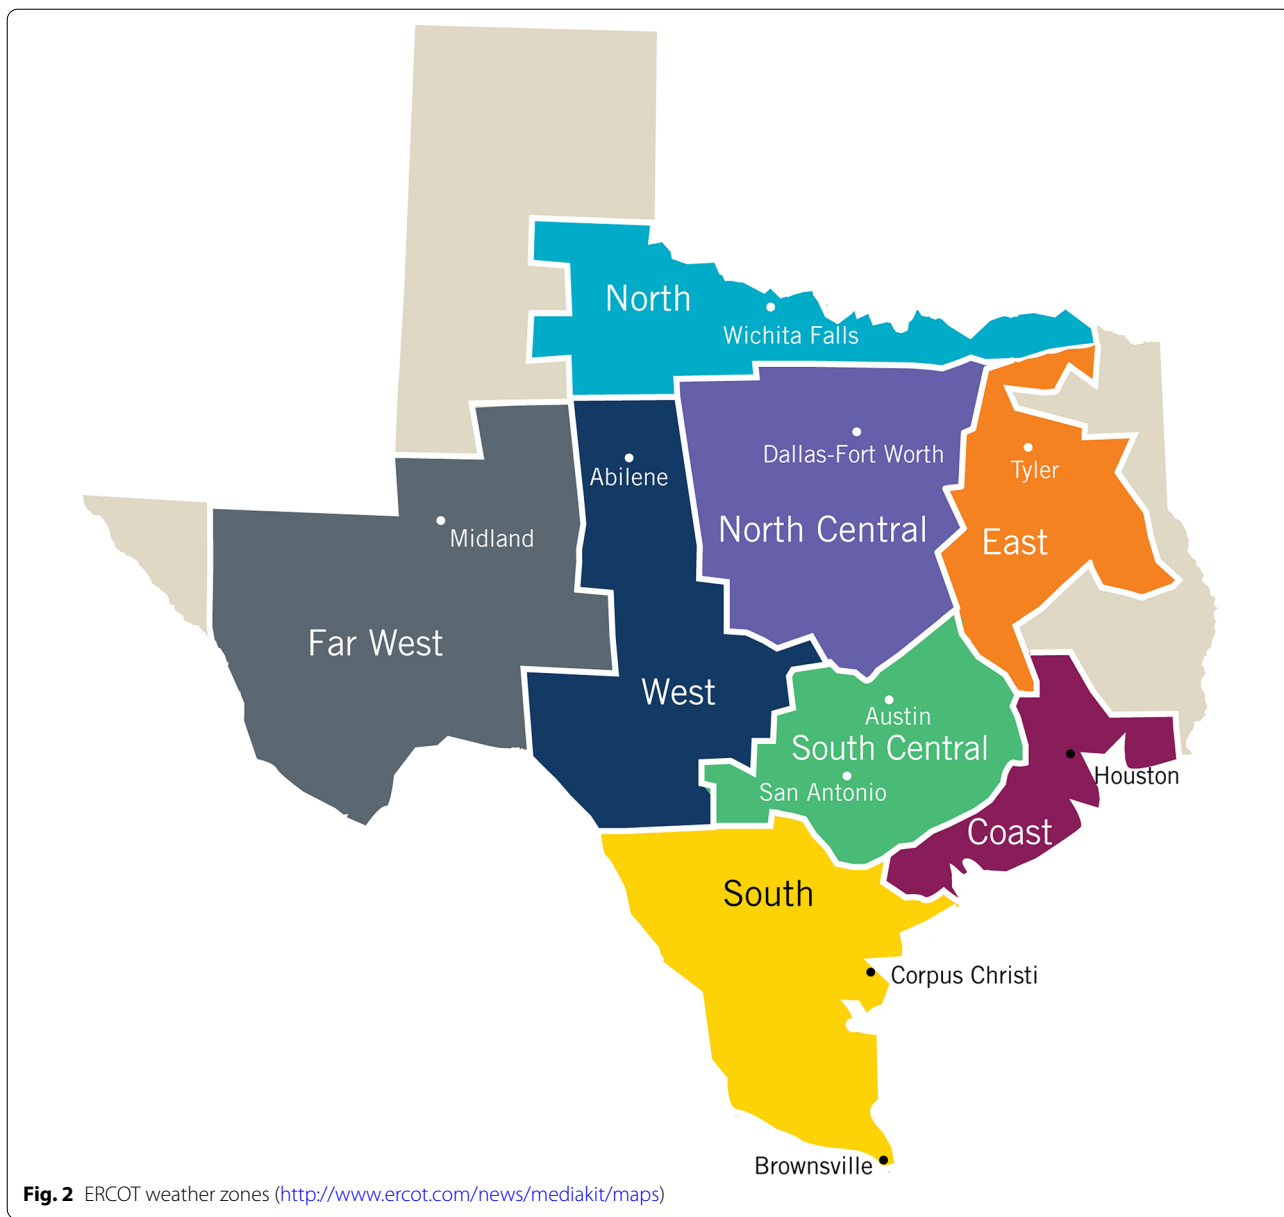 North
Wichita Falls
Dallas-Fort Worth
Abilene
Tyler
Midland
North Central
East
Far West
West
Austin
South Central
Houston
San Antonio
Coast
South
Corpus Christi
Brownsville
Fig. 2 ERCOT weather zones (http://www.ercot.com/news/mediakit/maps)